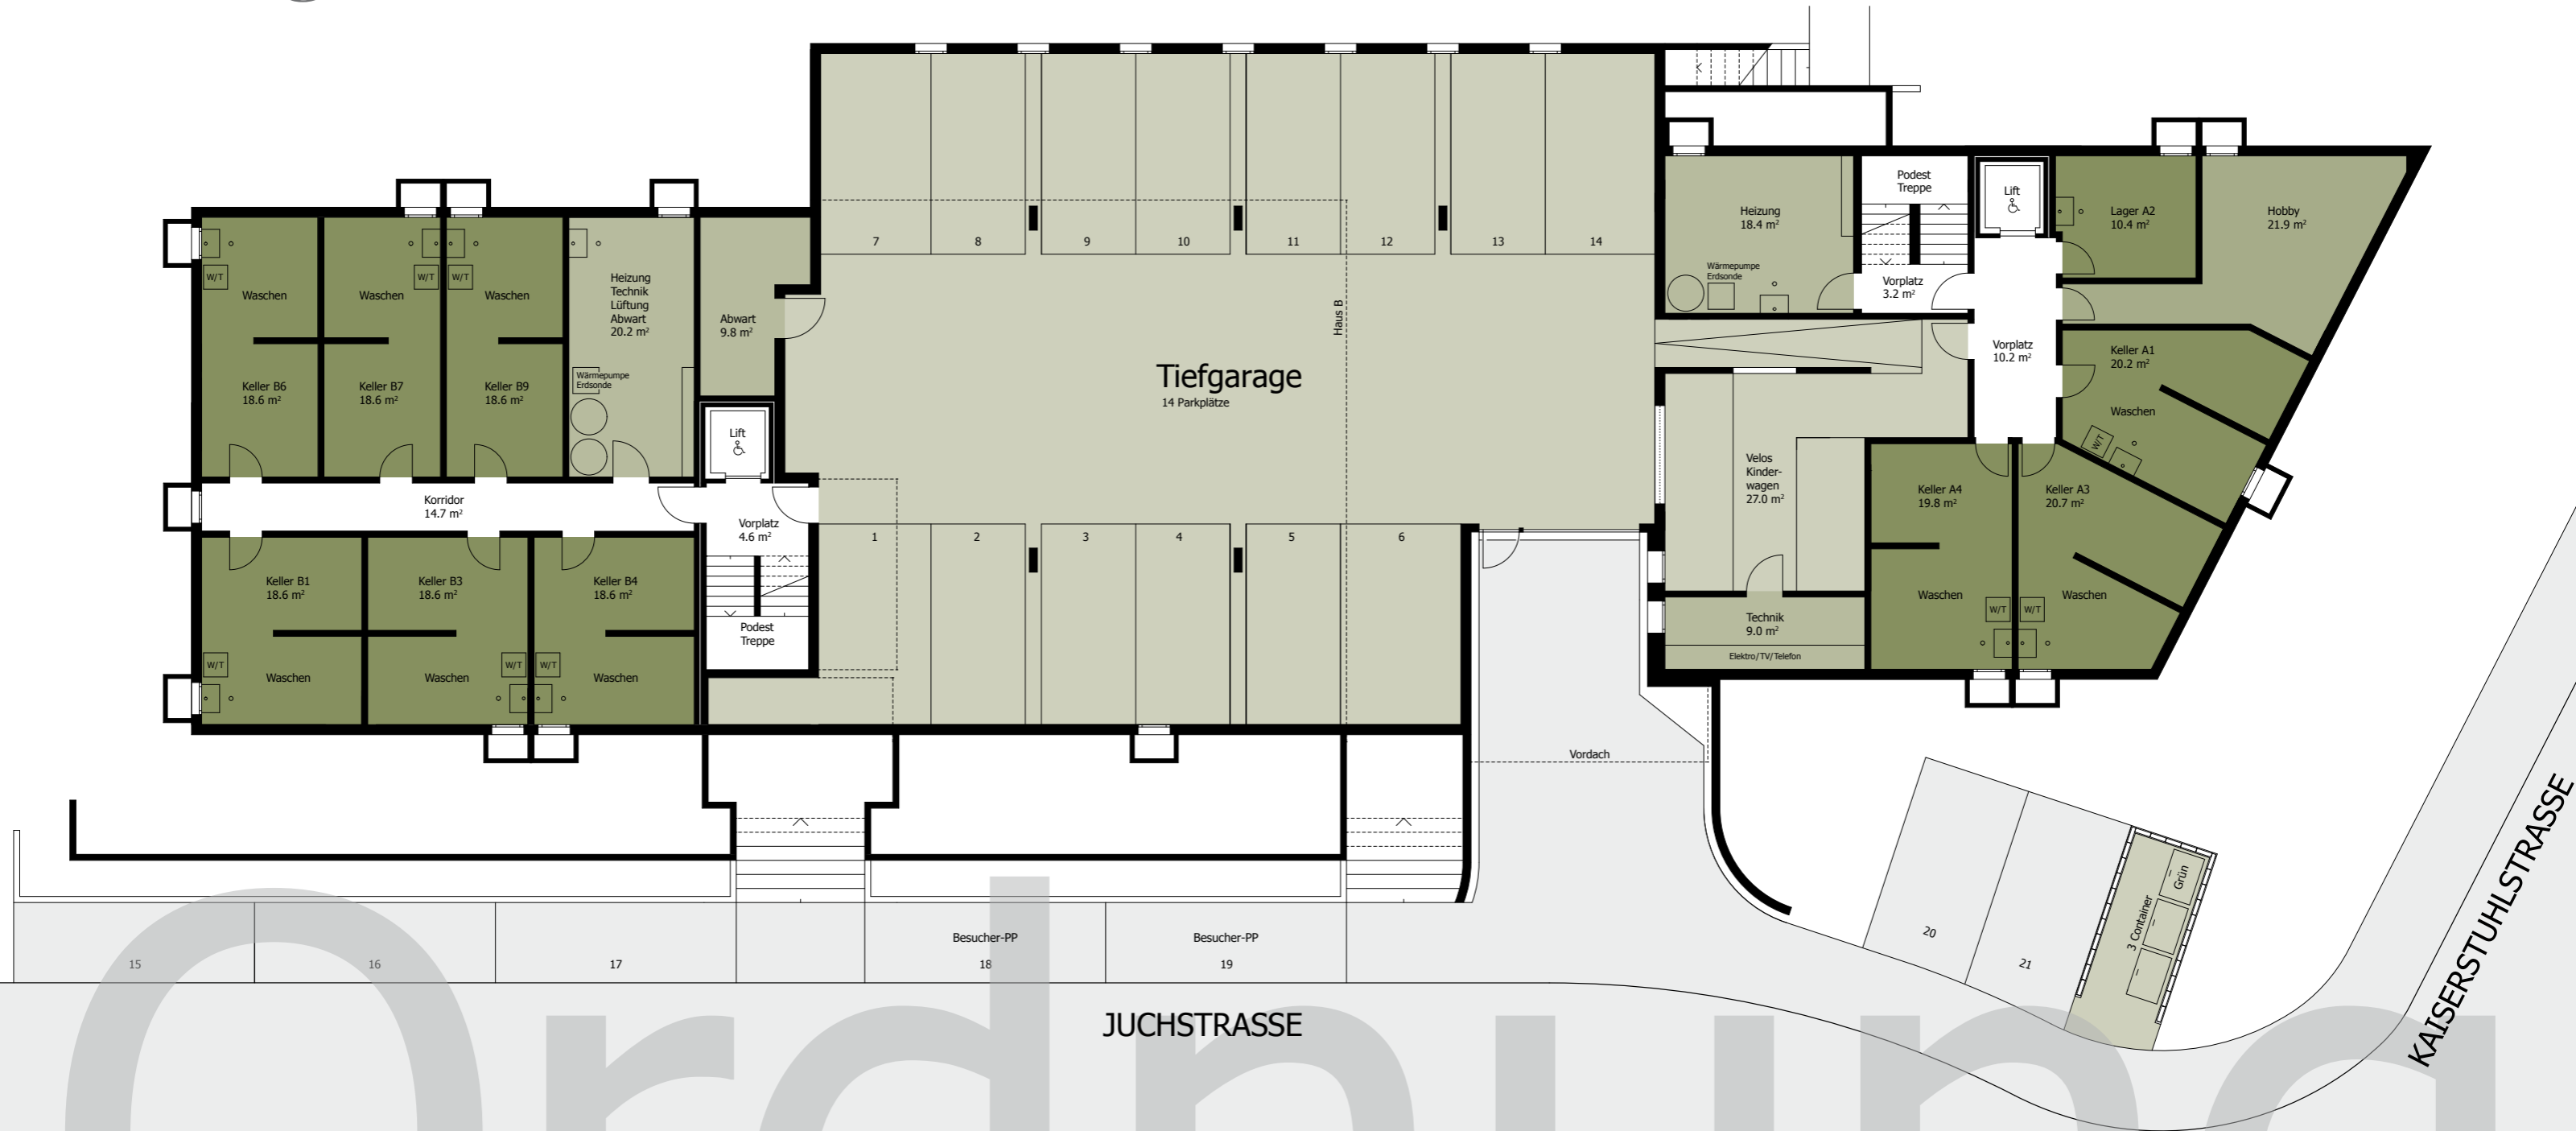 7
8
9
10
11
12
13
14
Podest
Treppe
Lift
Lager A2
10.4 m²
Hobby
21.9 m²
Heizung
18.4 m²
Wärmepumpe
Erdsonde
Vorplatz
3.2 m²
W/T
Waschen
W/T
Waschen
W/T
Waschen
Heizung
Technik
Lüftung
Abwart
20.2 m²
Abwart
9.8 m²
Haus B
Vorplatz
10.2 m²
Keller A1
20.2 m²
Waschen
W/T
Keller B6
18.6 m²
Keller B7
18.6 m²
Keller B9
18.6 m²
Wärmepumpe
Erdsonde
Tiefgarage
14 Parkplätze
Lift
Velos
Kinder-
wagen
27.0 m²
Keller A4
19.8 m²
Keller A3
20.7 m²
Korridor
14.7 m²
Vorplatz
4.6 m²
1
2
3
4
5
6
Keller B1
18.6 m²
Keller B3
18.6 m²
Keller B4
18.6 m²
Waschen
W/T
W/T
Waschen
Podest
Treppe
Technik
9.0 m²
Elektro/TV/Telefon
W/T
Waschen
W/T
Waschen
W/T
Waschen
Vordach
3 Container
Grün
15
16
17
Besucher-PP
18
Besucher-PP
19
20
21
JUCHSTRASSE
KAISERSTUHLSTRASSE
Ordnung